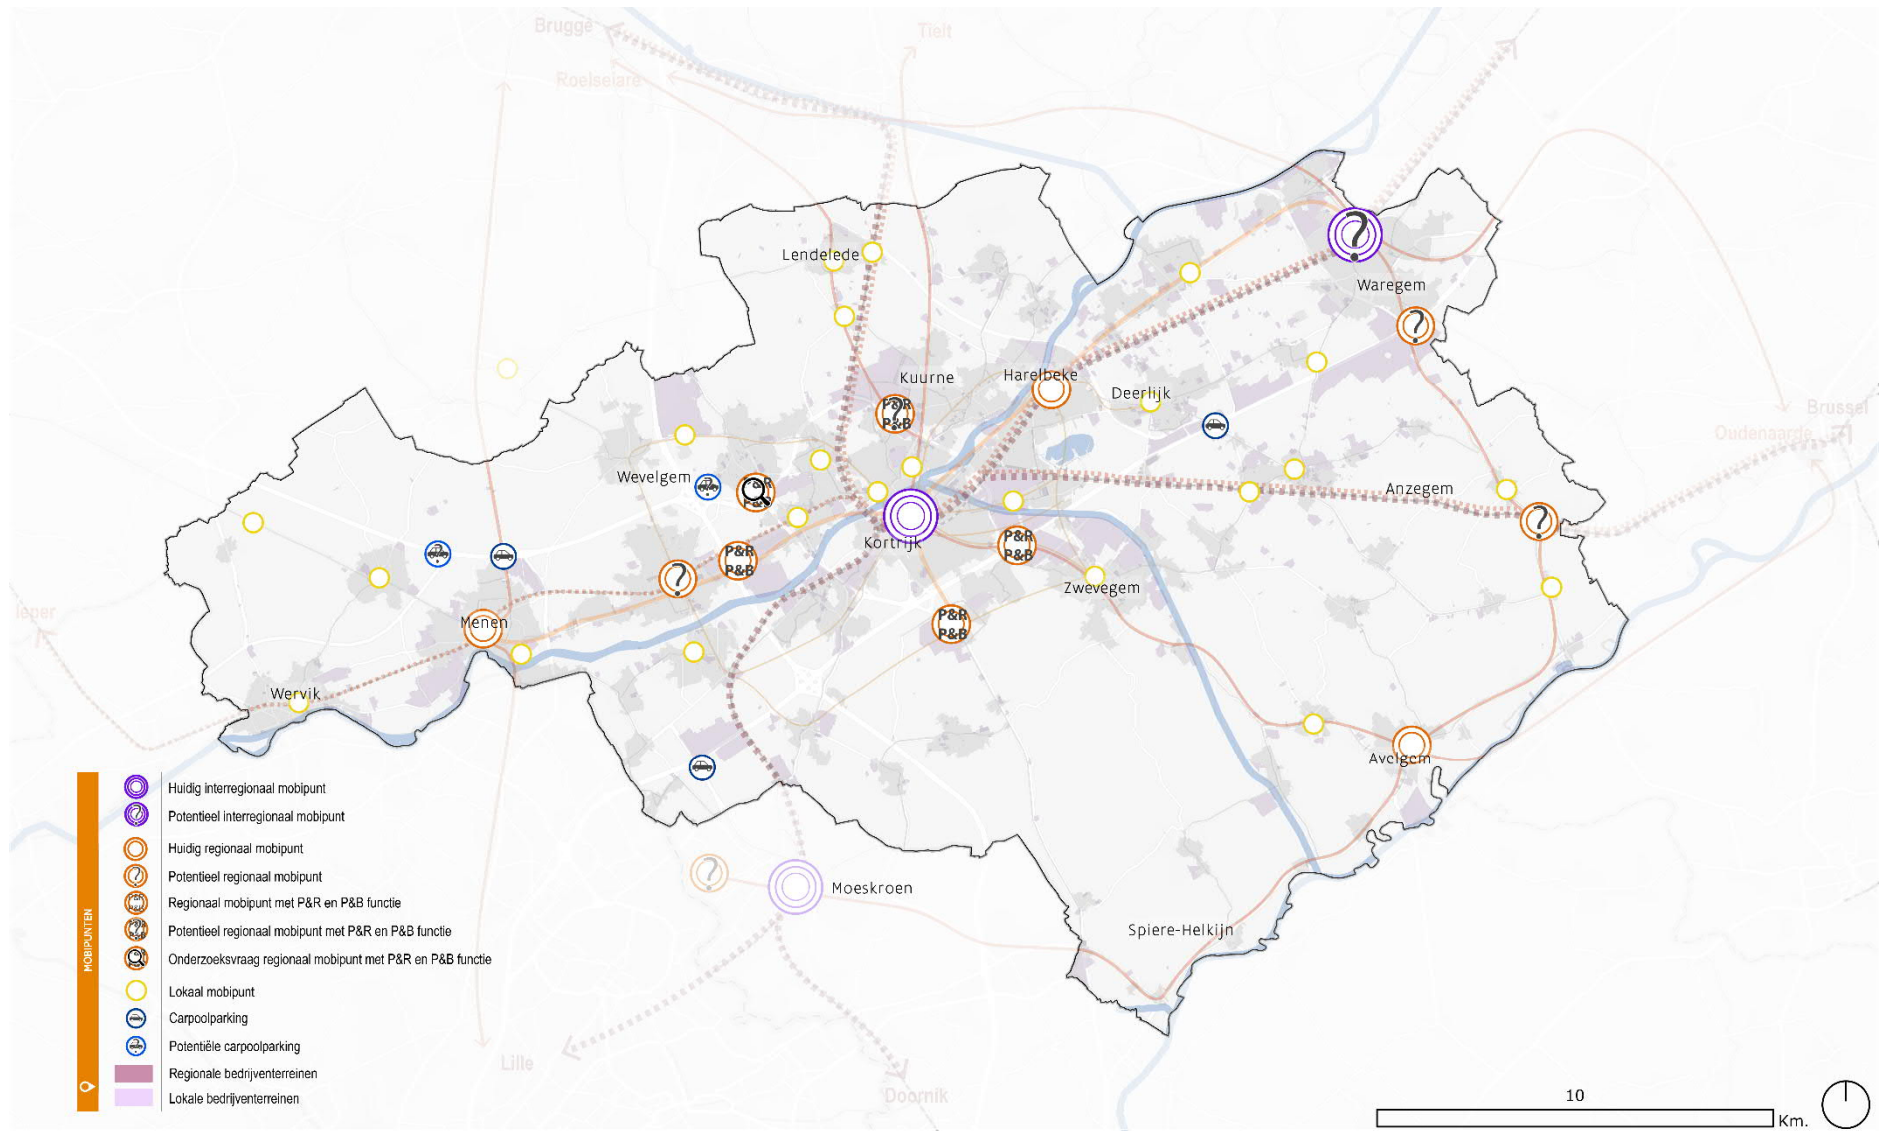 Brugge
Tielt
Roeselare
Lendelede
Waregem
Kuurne
Harelbeke
Deerlijk
Brussel
Oudenaarde
P&R
P&B
Wevelgem
Anzegem
Kortrijk
P&R
P&B
P&R
P&B
Zwevegem
Ieper
Menen
P&R
P&B
Wervik
Avelgem
Moeskroen
Spiere-Helkijn
Lille
Doornik
MOBIPUNTEN
Huidig interregionaal mobipunt
Potentieel interregionaal mobipunt
Huidig regionaal mobipunt
Potentieel regionaal mobipunt
Regionaal mobipunt met P&R en P&B functie
Potentieel regionaal mobipunt met P&R en P&B functie
Onderzoeksvraag regionaal mobipunt met P&R en P&B functie
Lokaal mobipunt
Carpoolparking
Potentiële carpoolparking
Regionale bedrijventerreinen
Lokale bedrijventerreinen
10
Km.